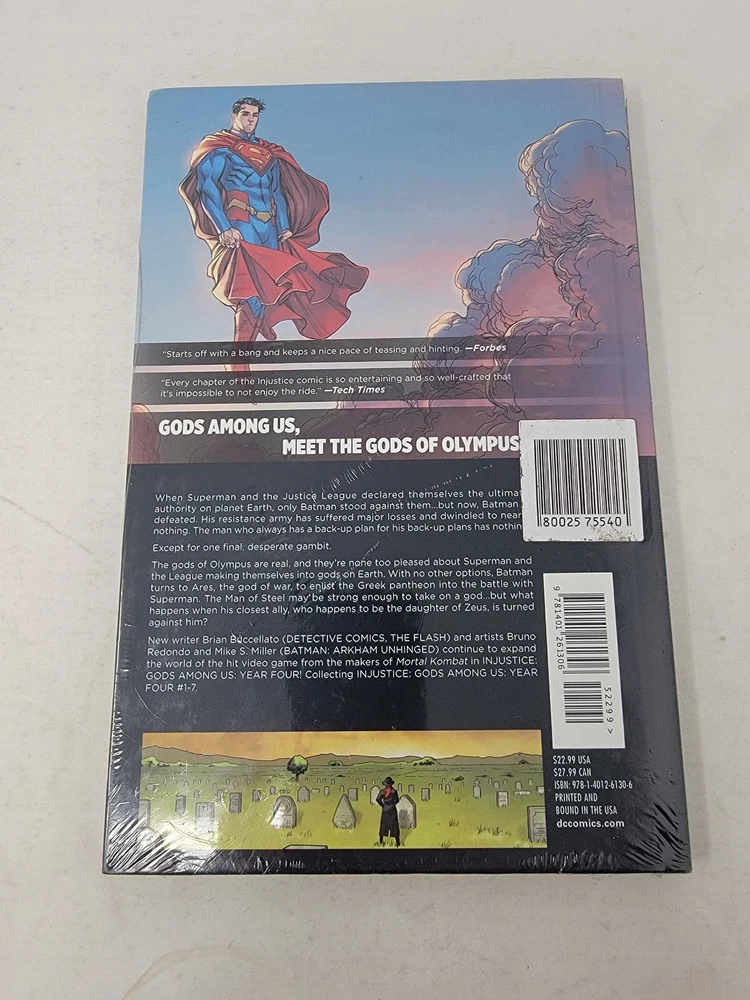 "Starts off with a bang and keeps a nice pace of teasing and hinting. —Forbes
"Every chapter of the Injustice comic is so entertaining and so well-crafted that
it's impossible to not enjoy the ride." —Tech Times
GODS AMONG US,
MEET THE GODS OF OLYMPUS
When Superman and the Justice League declared themselves the ultimat
authority on planet Earth, only Batman stood against them...but now, Batman
defeated. His resistance army has suffered major losses and dwindled to near
nothing. The man who always has a back-up plan for his back-up plans has nothin
Except for one final, desperate gambit.
The gods of Olympus are real, and they're none too pleased about Superman and
the League making themselves into gods on Earth. With no other options, Batman
turns to Ares, the god of war, to enlist the Greek pantheon into the battle with
Superman. The Man of Steel may be strong enough to take on a god...but what
happens when his closest ally, who happens to be the daughter of Zeus, is turned
against him?
New writer Brian Buccellato (DETECTIVE COMICS, THE FLASH) and artists Bruno
Redondo and Mike S. Miller (BATMAN: ARKHAM UNHINGED) continue to expand
the world of the hit video game from the makers of Mortal Kombat in INJUSTICE:
GODS AMONG US: YEAR FOUR! Collecting INJUSTICE: GODS AMONG US: YEAR
FOUR #1-7.
80025 75540
9 781401 261306
52299 >
$22.99 USA
$27.99 CAN
ISBN: 978-1-4012-6130-6
PRINTED AND
BOUND IN THE USA
dccomics.com